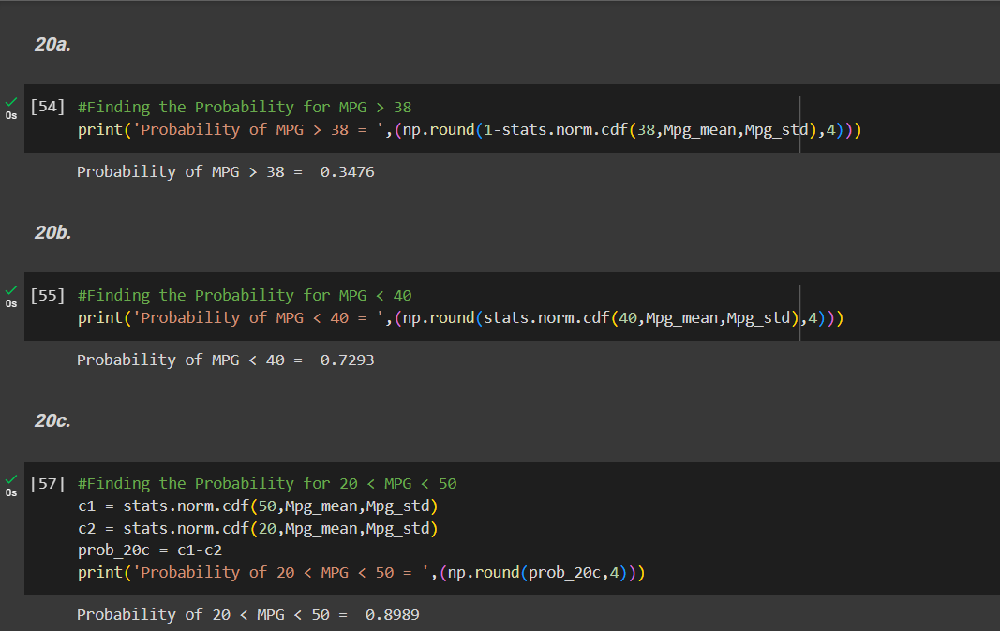 20a.
[54] #Finding the Probability for MPG > 38
0s
print('Probability of MPG > 38 = ',(np.round(1-stats.norm.cdf(38,Mpg_mean,Mpg_std),4)))
Probability of MPG > 38 =  0.3476
20b.
[55] #Finding the Probability for MPG < 40
0s
print('Probability of MPG < 40 = ',(np.round(stats.norm.cdf(40,Mpg_mean,Mpg_std),4)))
Probability of MPG < 40 =  0.7293
20c.
[57] #Finding the Probability for 20 < MPG < 50
0s
c1 = stats.norm.cdf(50,Mpg_mean,Mpg_std)
c2 = stats.norm.cdf(20,Mpg_mean,Mpg_std)
prob_20c = c1-c2
print('Probability of 20 < MPG < 50 = ',(np.round(prob_20c,4)))
Probability of 20 < MPG < 50 =  0.8989